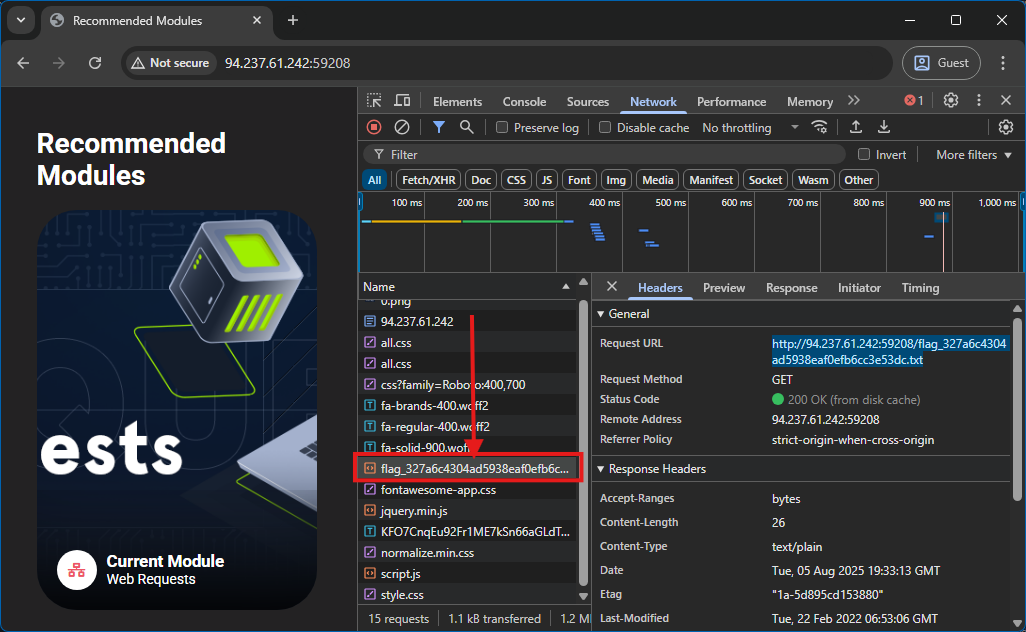 Recommended Modules
Not secure
94.237.61.242:59208
Guest
Recommended
Modules
ests
Current Module
Web Requests
Elements
Console
Sources
Network
Performance
Memory
1
Preserve log
Disable cache
No throttling
Filter
Invert
More filters
All
Fetch/XHR
Doc
CSS
JS
Font
Img
Media
Manifest
Socket
Wasm
Other
100 ms
200 ms
300 ms
400 ms
500 ms
600 ms
700 ms
800 ms
900 ms
1,000 ms
Name
0.png
94.237.61.242
all.css
all.css
css?family=Roboto:400,700
fa-brands-400.woff2
fa-regular-400.woff2
fa-solid-900.woff
flag_327a6c4304ad5938eaf0efb6c...
fontawesome-app.css
jquery.min.js
KFO7CnqEu92Fr1ME7kSn66aGLdT...
normalize.min.css
script.js
style.css
15 requests
1.1 kB transferred
1.2 M
Headers
Preview
Response
Initiator
Timing
General
Request URL
http://94.237.61.242:59208/flag_327a6c4304
ad5938eaf0efb6cc3e53dc.txt
Request Method
GET
Status Code
200 OK (from disk cache)
Remote Address
94.237.61.242:59208
Referrer Policy
strict-origin-when-cross-origin
Response Headers
Accept-Ranges
bytes
Content-Length
26
Content-Type
text/plain
Date
Tue, 05 Aug 2025 19:33:13 GMT
Etag
"1a-5d895cd153880"
Last-Modified
Tue, 22 Feb 2022 06:53:06 GMT